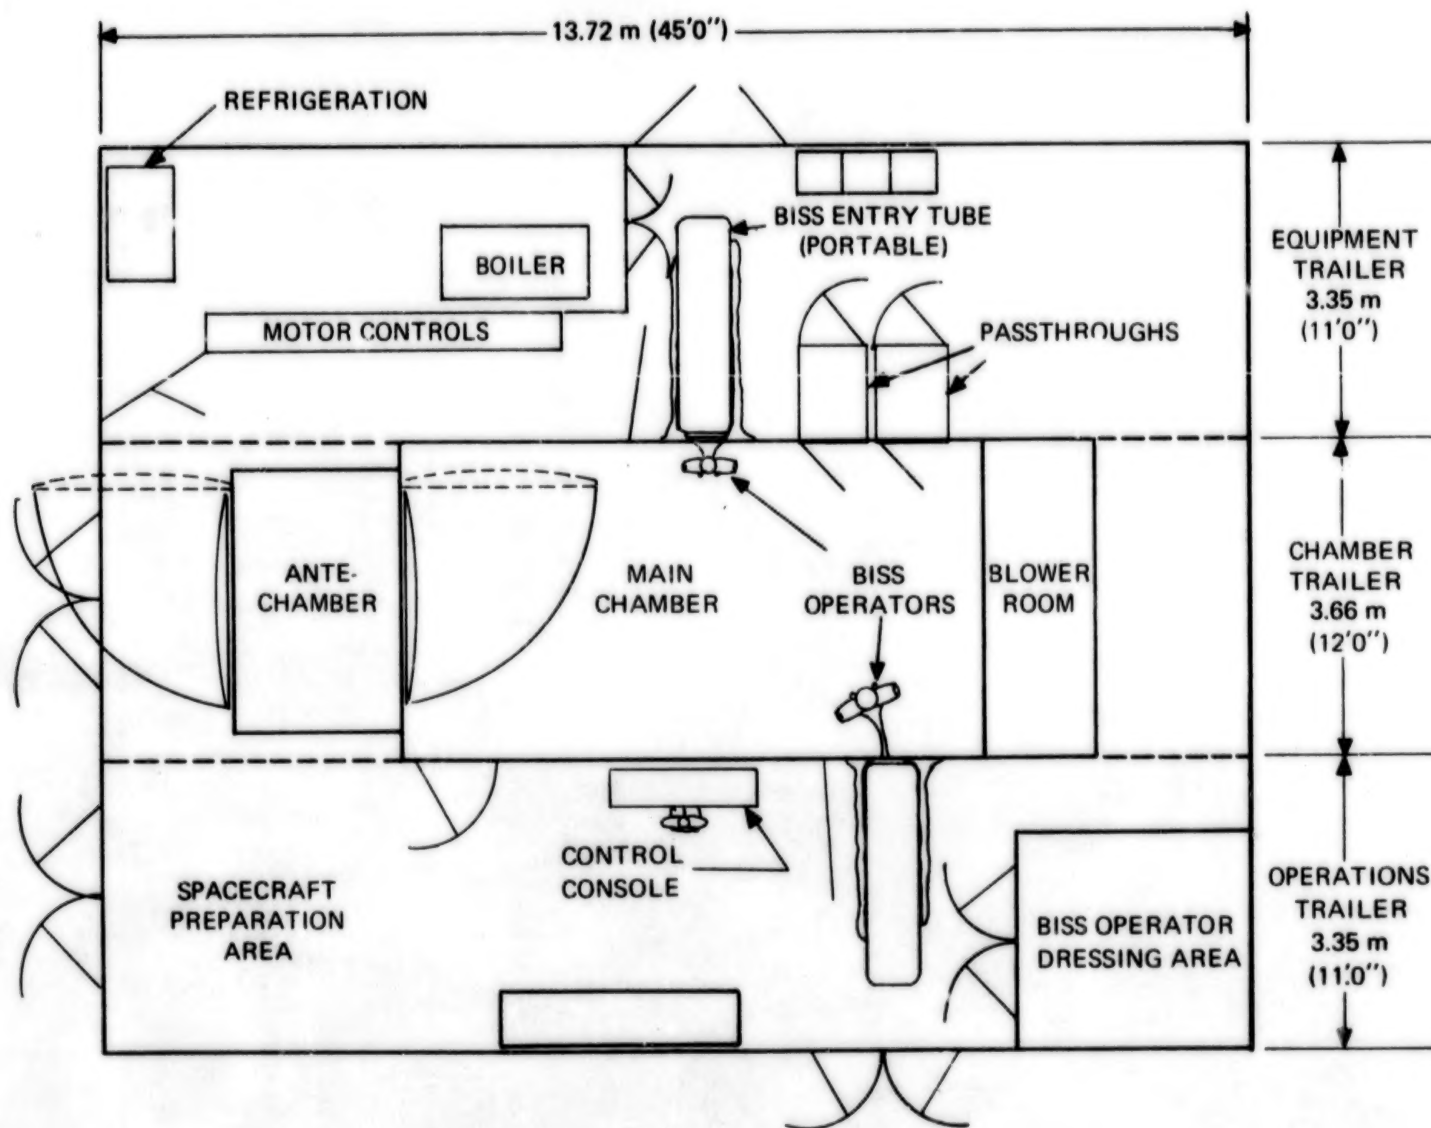 13.72 m (45'0")
REFRIGERATION
BISS ENTRY TUBE
(PORTABLE)
BOILER
MOTOR CONTROLS
PASSTHROUGHS
EQUIPMENT
TRAILER
3.35 m
(11'0")
ANTE-
CHAMBER
MAIN
CHAMBER
BISS
OPERATORS
BLOWER
ROOM
CHAMBER
TRAILER
3.66 m
(12'0")
SPACECRAFT
PREPARATION
AREA
CONTROL
CONSOLE
BISS OPERATOR
DRESSING AREA
OPERATIONS
TRAILER
3.35 m
(11'0")